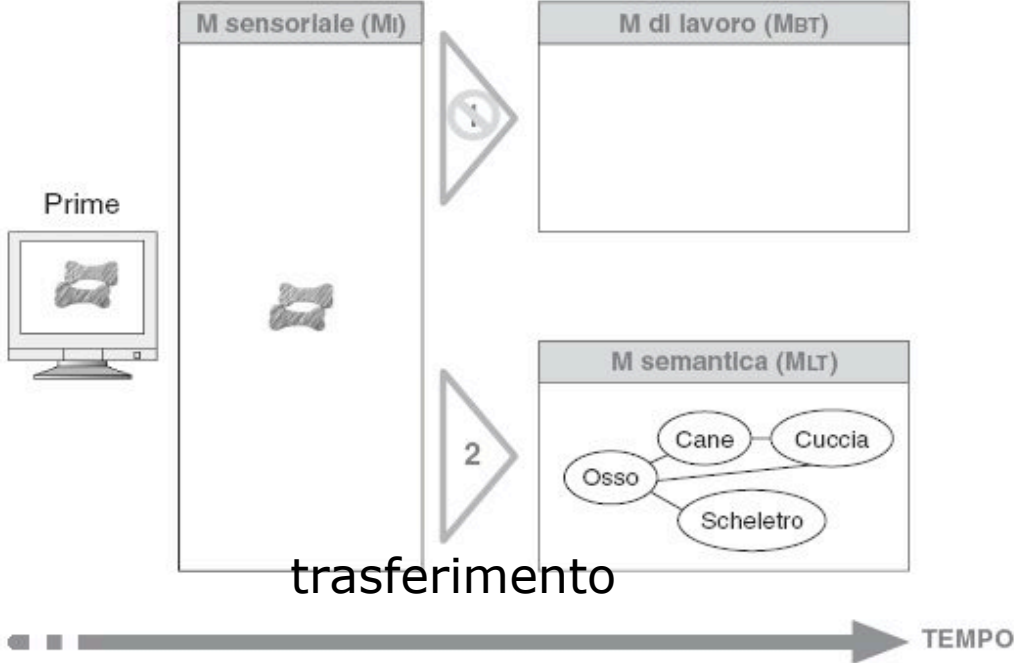 M sensoriale (MI)
M di lavoro (MBT)
1
Prime
M semantica (MLT)
2
Cane
Cuccia
Osso
Scheletro
trasferimento
TEMPO